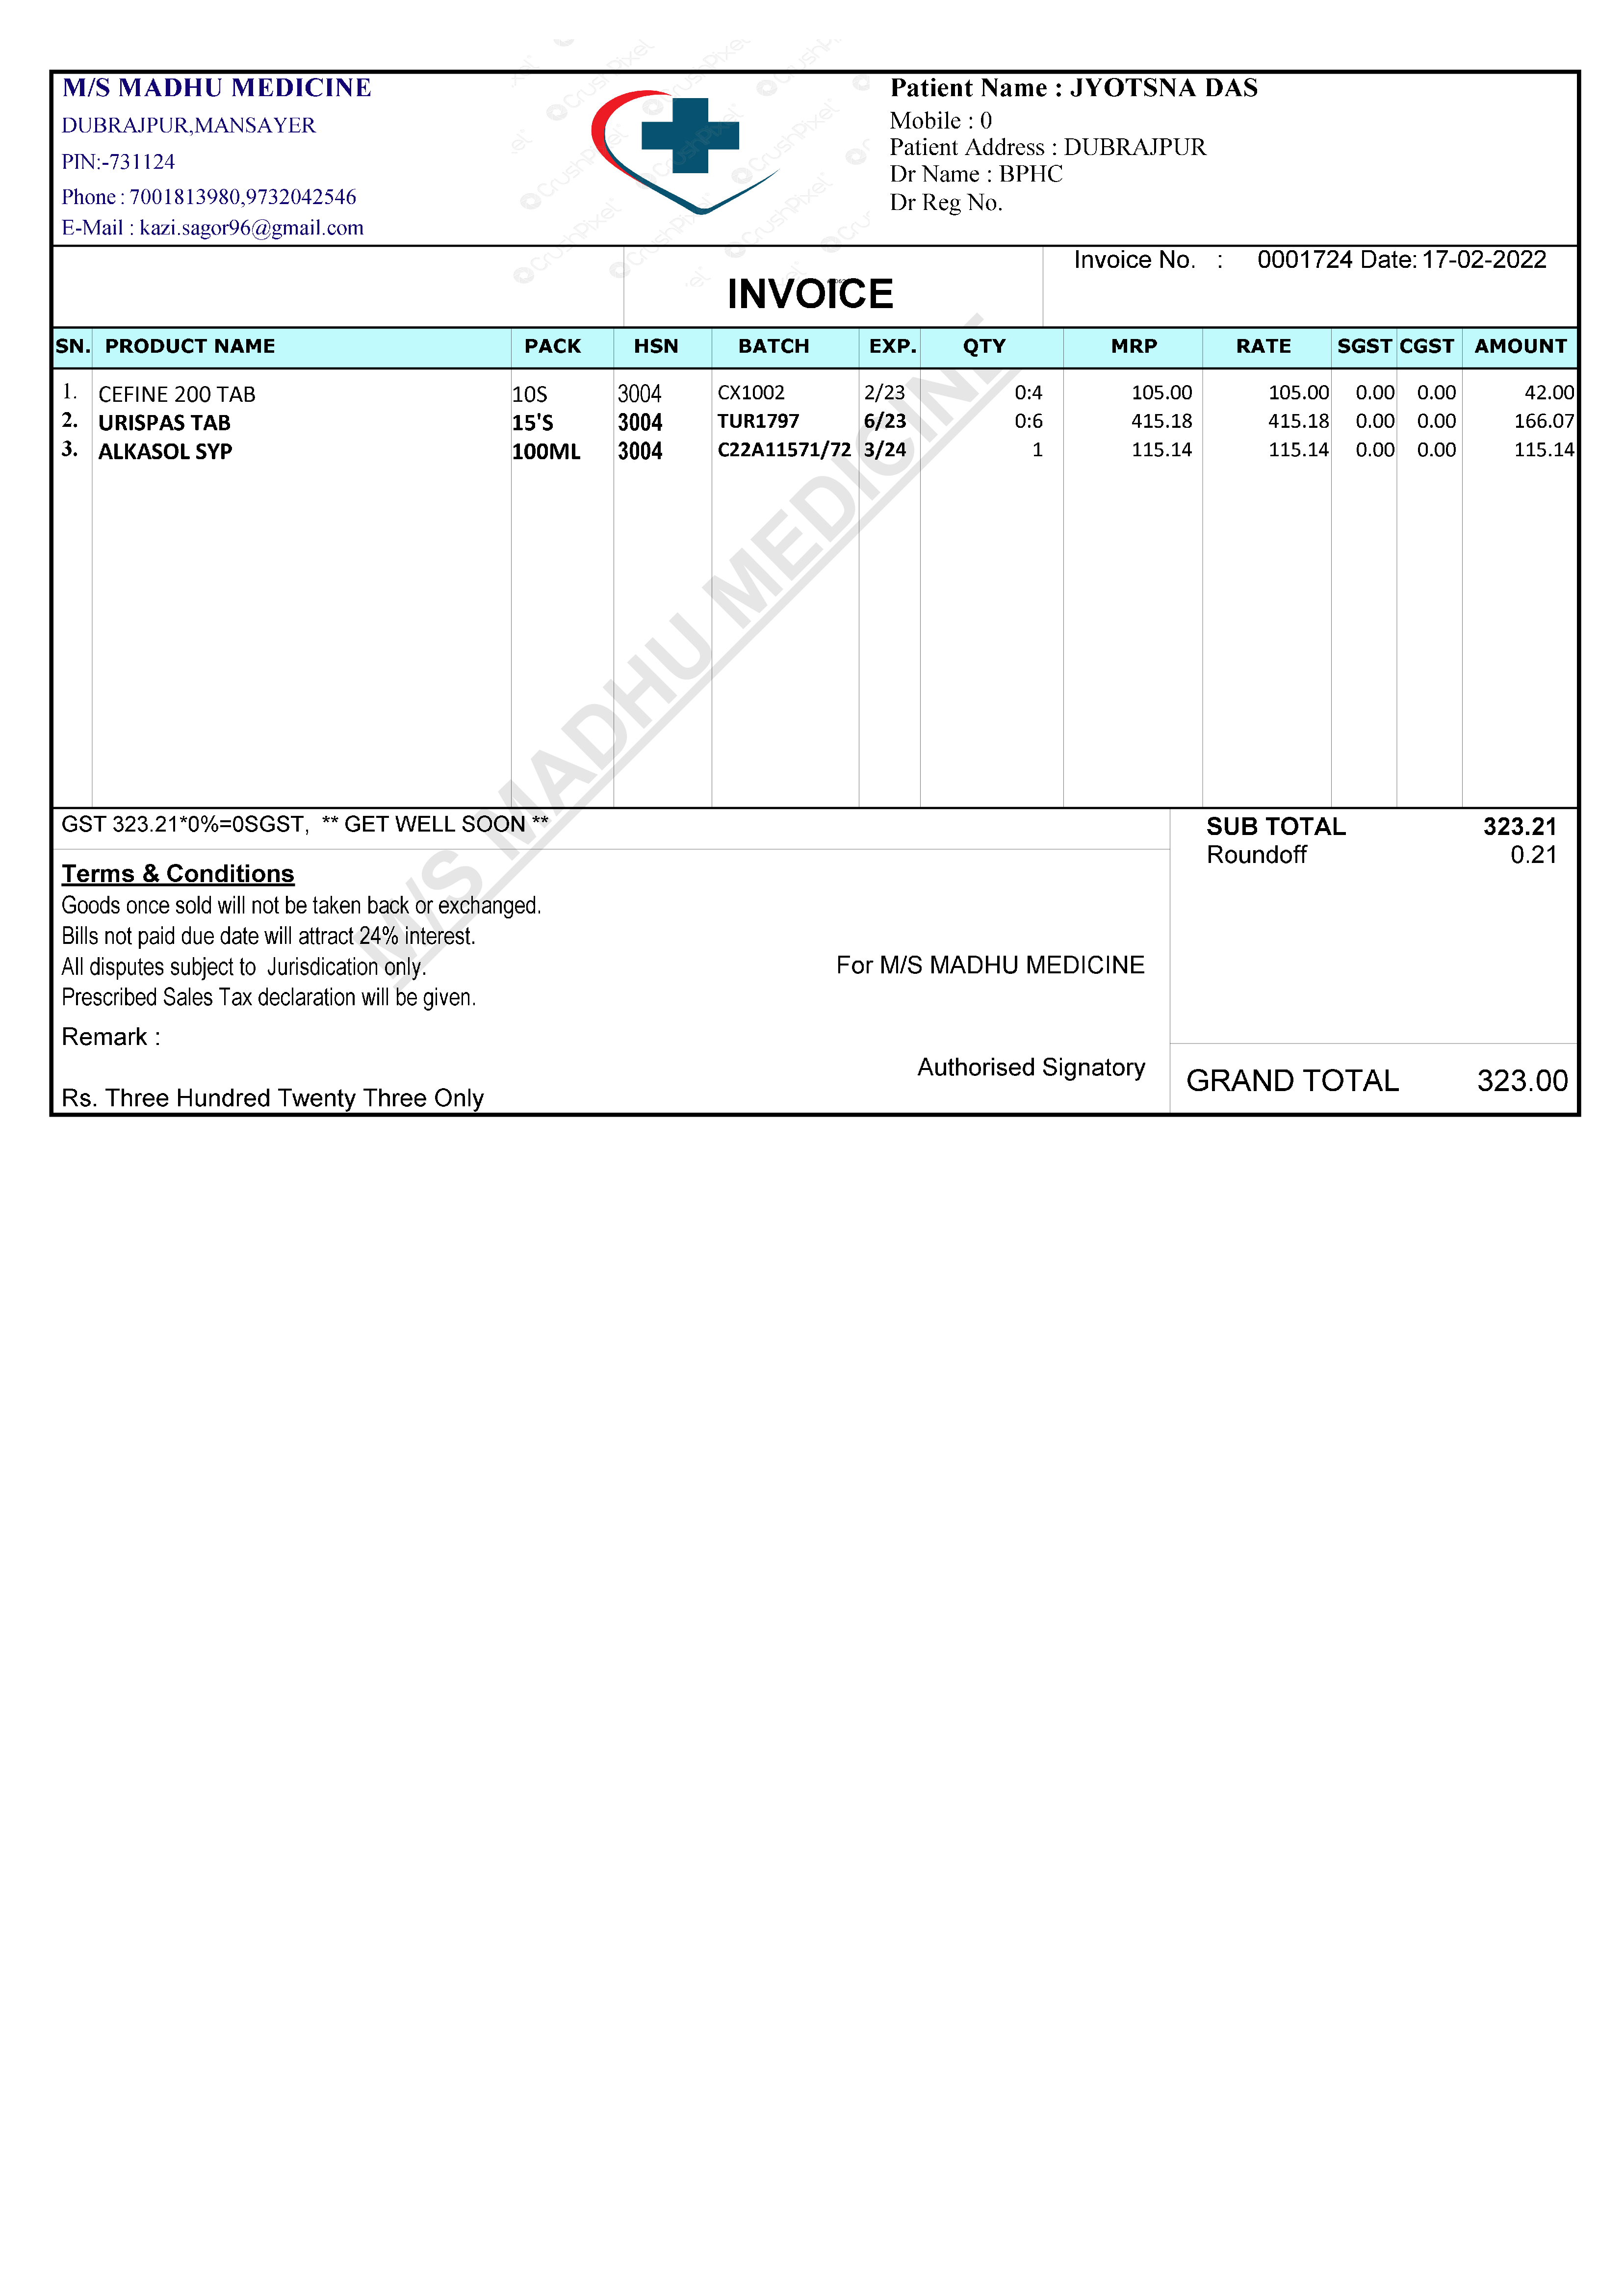 M/S MADHU MEDICINE
DUBRAJPUR,MANSAYER
PIN:-731124
Phone : 7001813980,9732042546
E-Mail : kazi.sagor96@gmail.com
Patient Name : JYOTSNA DAS
Mobile : 0
Patient Address : DUBRAJPUR
Dr Name : BPHC
Dr Reg No.
INVOICE
Invoice No. : 0001724 Date: 17-02-2022
SN. PRODUCT NAME PACK HSN BATCH EXP. QTY MRP RATE SGST CGST AMOUNT
1. CEFINE 200 TAB 10S 3004 CX1002 2/23 0:4 105.00 105.00 0.00 0.00 42.00
2. URISPAS TAB 15'S 3004 TUR1797 6/23 0:6 415.18 415.18 0.00 0.00 166.07
3. ALKASOL SYP 100ML 3004 C22A11571/72 3/24 1 115.14 115.14 0.00 0.00 115.14
M/S MADHU MEDICINE
GST 323.21*0%=0SGST, ** GET WELL SOON **
SUB TOTAL 323.21
Roundoff 0.21
Terms & Conditions
Goods once sold will not be taken back or exchanged.
Bills not paid due date will attract 24% interest.
All disputes subject to Jurisdication only.
Prescribed Sales Tax declaration will be given.
For M/S MADHU MEDICINE
Remark :
Authorised Signatory
GRAND TOTAL 323.00
Rs. Three Hundred Twenty Three Only